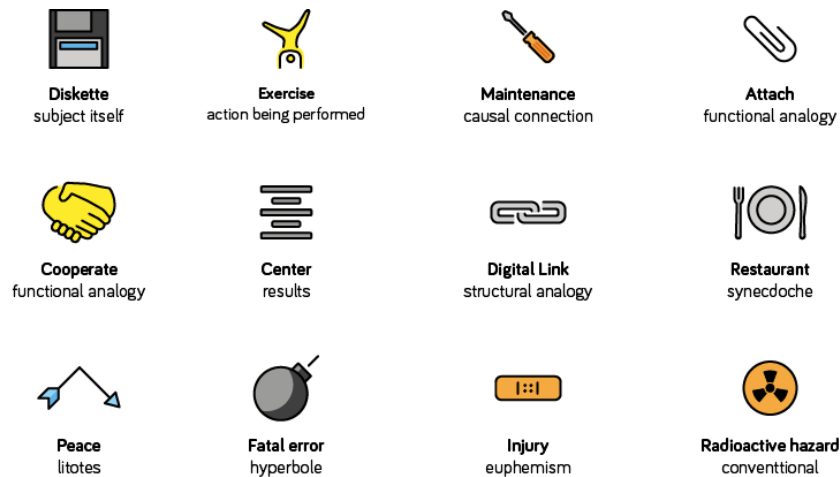 Diskette
subject itself
Exercise
action being performed
Maintenance
causal connection
Attach
functional analogy
Cooperate
functional analogy
Center
results
Digital Link
structural analogy
Restaurant
synecdoche
Peace
litotes
Fatal error
hyperbole
Injury
euphemism
Radioactive hazard
converntional